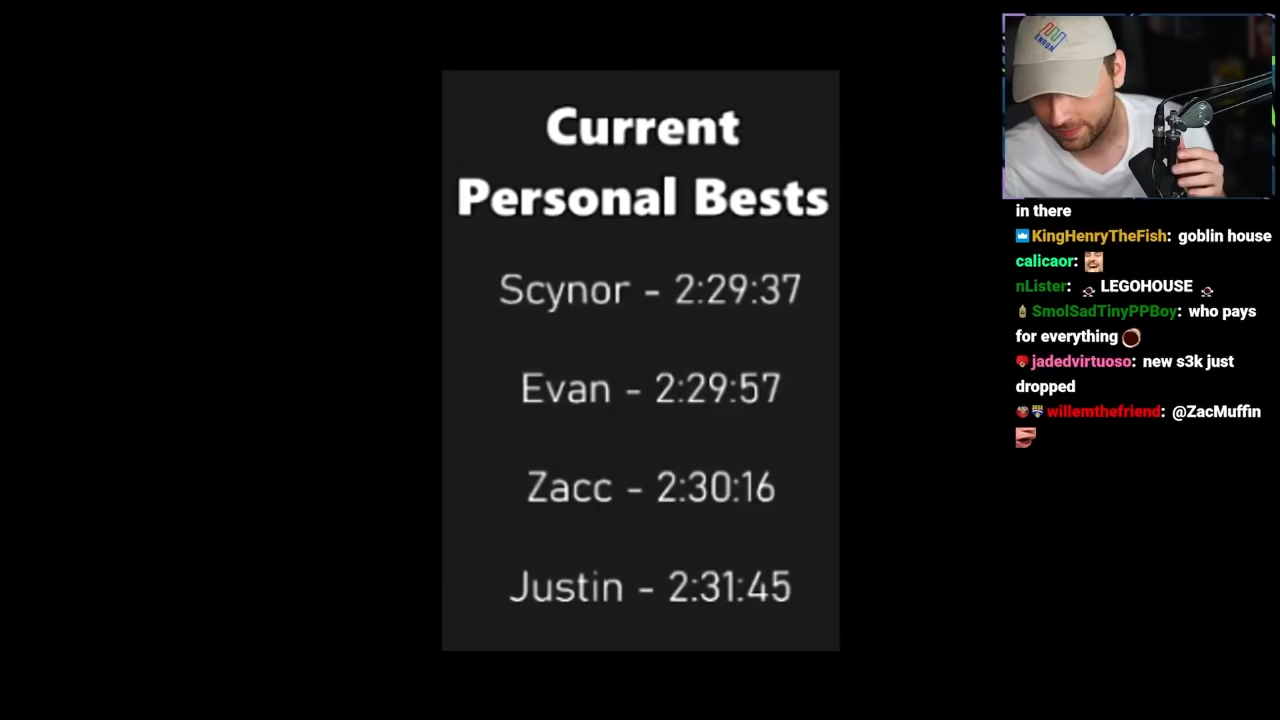 Current
Personal Bests
Scynor - 2:29:37
Evan - 2:29:57
Zacc - 2:30:16
Justin - 2:31:45
ENRON
in there
KingHenryTheFish: goblin house
calicaor:
nLister: LEGOHOUSE
SmolSadTinyPPBoy: who pays
for everything
jadedvirtuoso: new s3k just
dropped
willemthefriend: @ZacMuffin